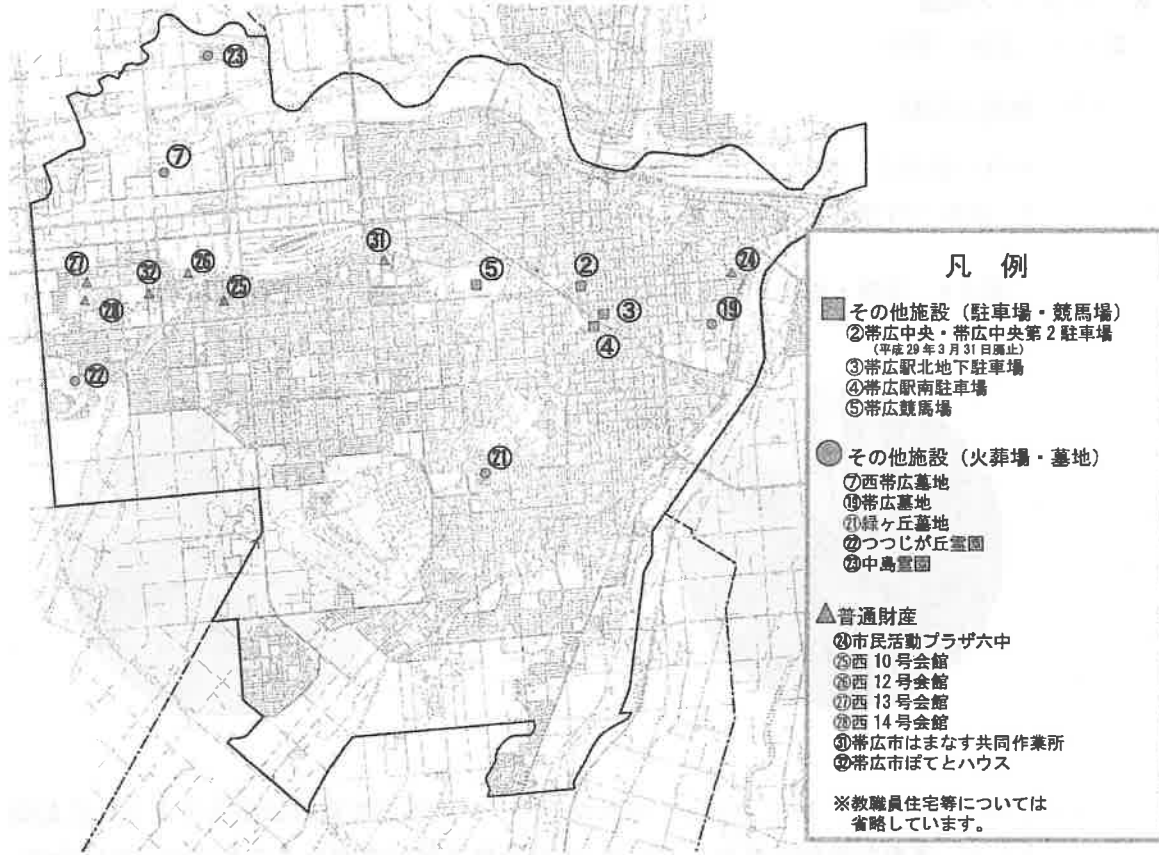 ㉓
⑦
㉗
㉜
㉖
㉕
㉘
㉛
⑤
②
③
④
㉔
⑲
㉒
㉑
凡 例
その他施設（駐車場・競馬場）
②帯広中央・帯広中央第2駐車場
（平成29年3月31日廃止）
③帯広駅北地下駐車場
④帯広駅南駐車場
⑤帯広競馬場
その他施設（火葬場・墓地）
⑦西帯広墓地
⑲帯広墓地
㉑緑ヶ丘墓地
㉒つつじが丘霊園
㉓中島霊園
普通財産
㉔市民活動プラザ六中
㉕西10号会館
㉖西12号会館
㉗西13号会館
㉘西14号会館
㉛帯広市はまなす共同作業所
㉜帯広市ぽてとハウス
※教職員住宅等については
省略しています。